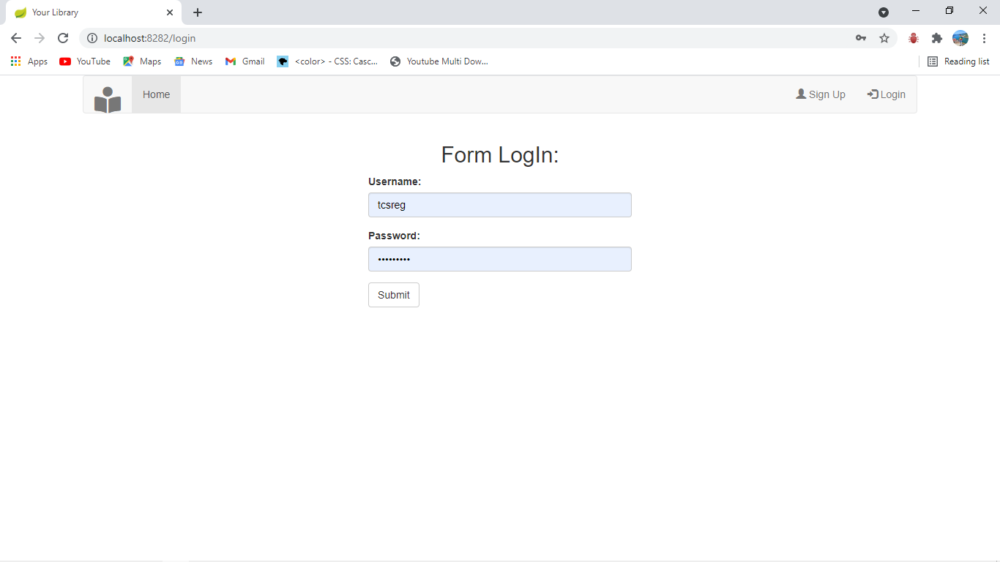 Your Library
localhost:8282/login
Apps YouTube Maps News Gmail <color> - CSS: Casc... Youtube Multi Dow... Reading list
Home Sign Up Login
Form LogIn:
Username:
tcsreg
Password:
•••••••••
Submit